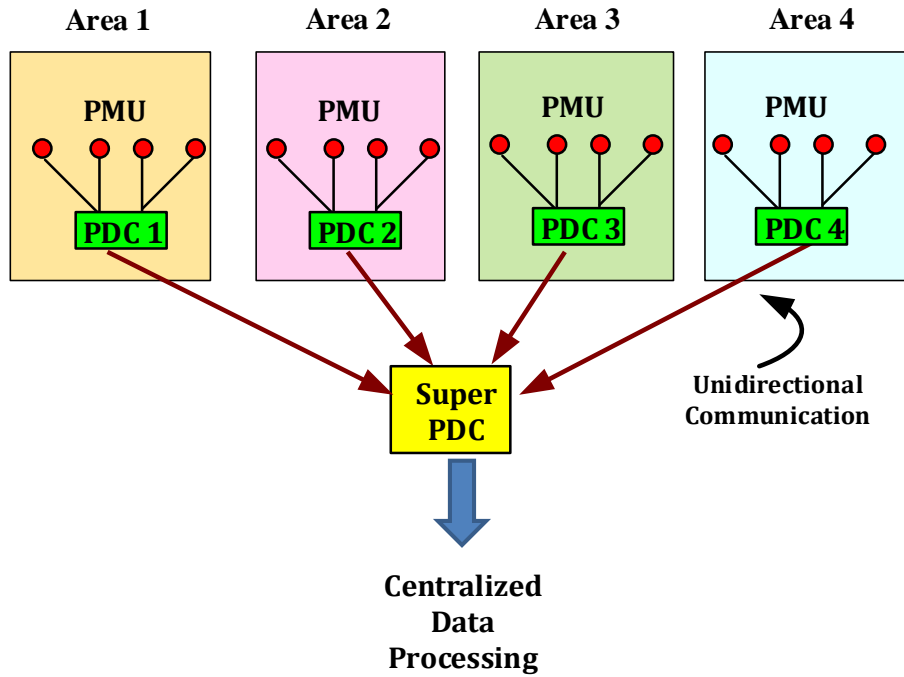 Area 1
Area 2
Area 3
Area 4
PMU
PMU
PMU
PMU
PDC 1
PDC 2
PDC 3
PDC 4
Super
PDC
Unidirectional
Communication
Centralized
Data
Processing